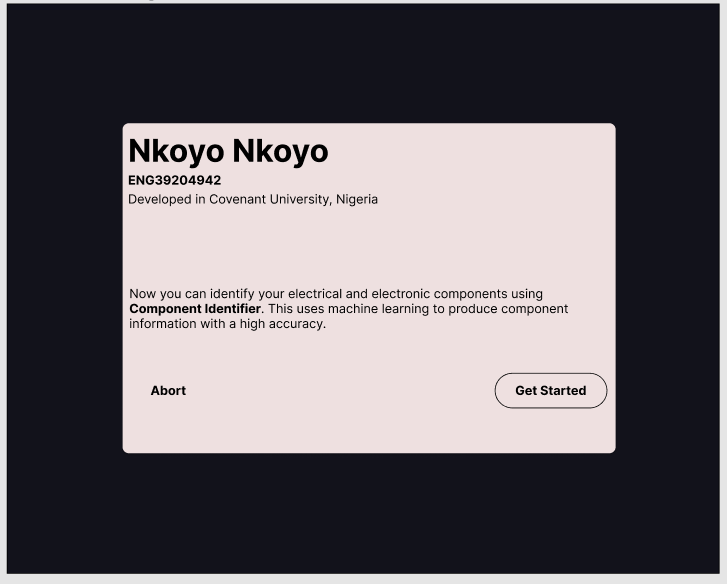 Nkoyo Nkoyo
ENG39204942
Developed in Covenant University, Nigeria
Now you can identify your electrical and electronic components using
Component Identifier. This uses machine learning to produce component
information with a high accuracy.
Abort
Get Started